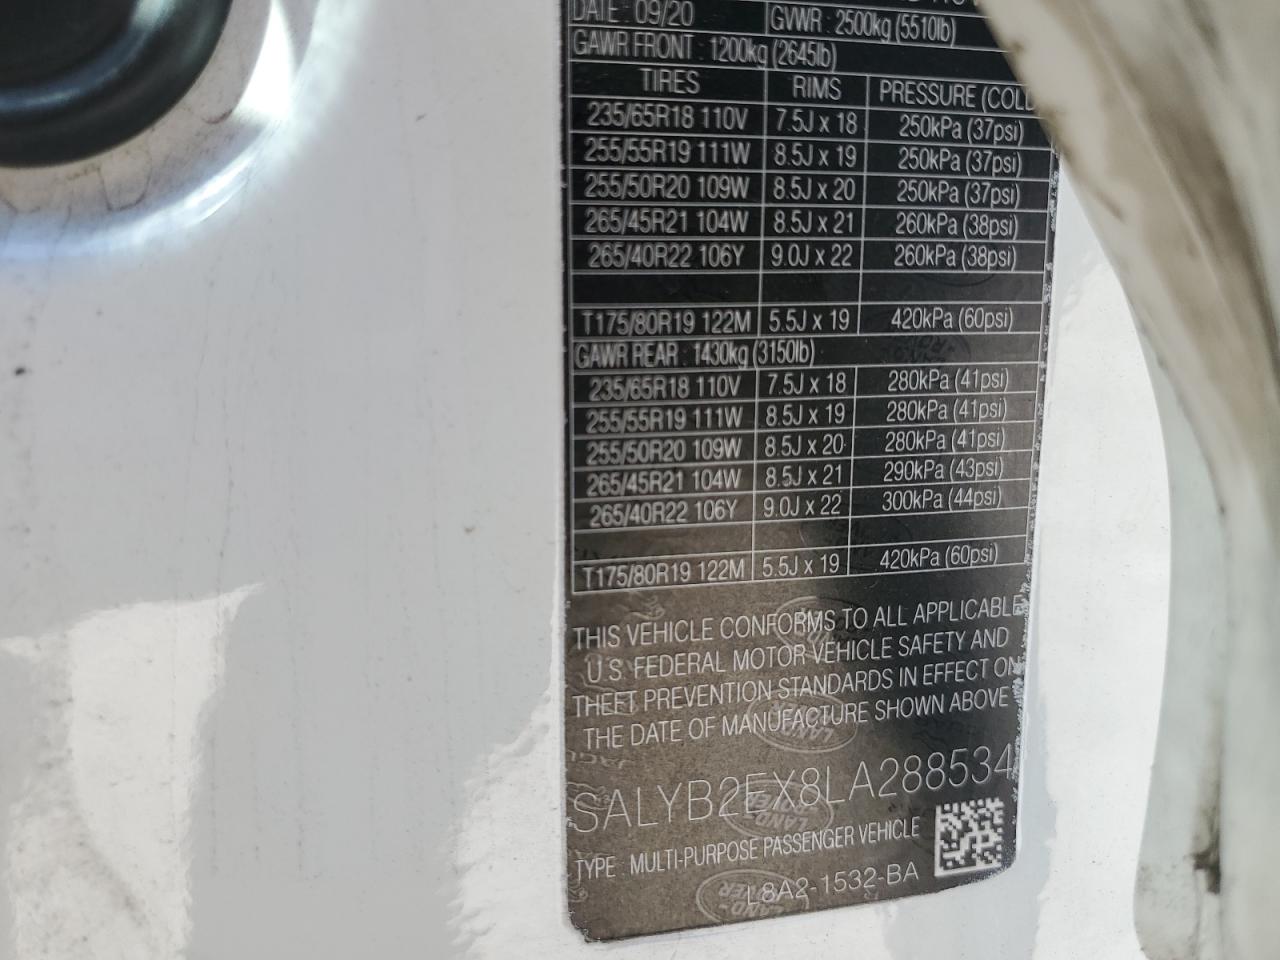 DATE : 09/20 GVWR : 2500kg (5510lb)
GAWR FRONT : 1200kg (2645lb)
TIRES RIMS PRESSURE (COLD
235/65R18 110V 7.5J x 18 250kPa (37psi)
255/55R19 111W 8.5J x 19 250kPa (37psi)
255/50R20 109W 8.5J x 20 250kPa (37psi)
265/45R21 104W 8.5J x 21 260kPa (38psi)
265/40R22 106Y 9.0J x 22 260kPa (38psi)
T175/80R19 122M 5.5J x 19 420kPa (60psi)
GAWR REAR : 1430kg (3150lb)
235/65R18 110V 7.5J x 18 280kPa (41psi)
255/55R19 111W 8.5J x 19 280kPa (41psi)
255/50R20 109W 8.5J x 20 280kPa (41psi)
265/45R21 104W 8.5J x 21 290kPa (43psi)
265/40R22 106Y 9.0J x 22 300kPa (44psi)
T175/80R19 122M 5.5J x 19 420kPa (60psi)
THIS VEHICLE CONFORMS TO ALL APPLICABLE
U.S. FEDERAL MOTOR VEHICLE SAFETY AND
THEFT PREVENTION STANDARDS IN EFFECT ON
THE DATE OF MANUFACTURE SHOWN ABOVE
SALYB2EX8LA288534
TYPE : MULTI-PURPOSE PASSENGER VEHICLE
L8A2-1532-BA